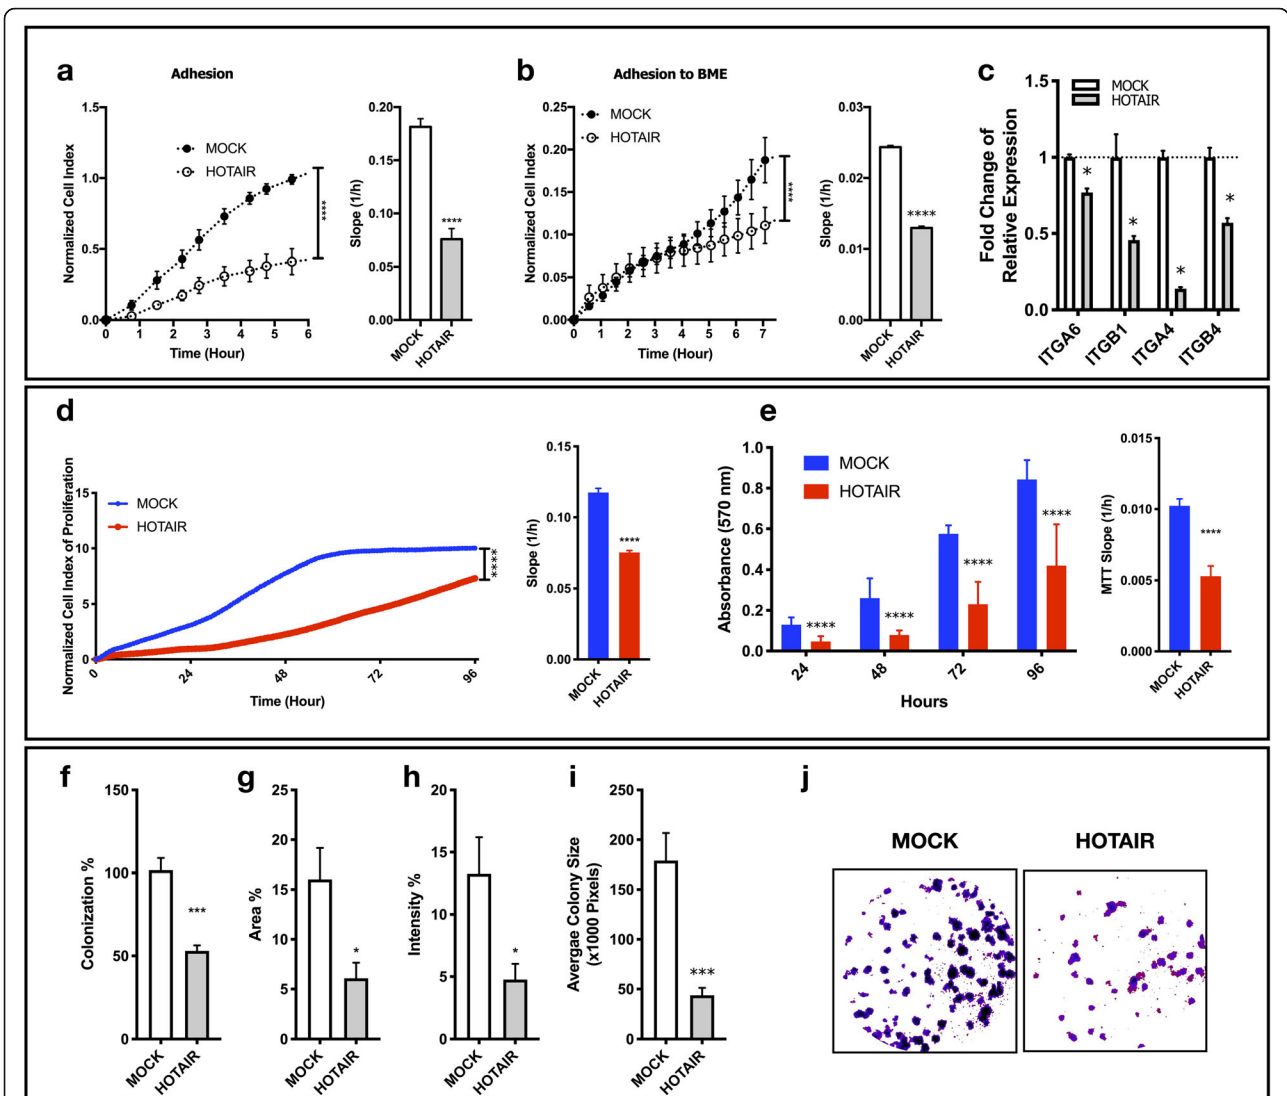 a
Adhesion
Normalized Cell Index
1.5
1.0
0.5
0.0
0 1 2 3 4 5 6
Time (Hour)
MOCK
HOTAIR
****
Slope (1/h)
0.20
0.15
0.10
0.05
0.00
****
MOCK
HOTAIR
b
Adhesion to BME
Normalized Cell Index
0.25
0.20
0.15
0.10
0.05
0.00
0 1 2 3 4 5 6 7
Time (Hour)
MOCK
HOTAIR
****
Slope (1/h)
0.03
0.02
0.01
0.00
****
MOCK
HOTAIR
c
Fold Change of
Relative Expression
1.5
1
0.5
0.0
MOCK
HOTAIR
*
*
*
*
ITGA6
ITGB1
ITGA4
ITGB4
d
Normalized Cell Index of Proliferation
15
10
5
0
0 24 48 72 96
Time (Hour)
MOCK
HOTAIR
****
Slope (1/h)
0.15
0.10
0.05
0.00
****
MOCK
HOTAIR
e
Absorbance (570 nm)
1.0
0.8
0.6
0.4
0.2
0.0
MOCK
HOTAIR
****
****
****
****
24 48 72 96
Hours
MTT Slope (1/h)
0.015
0.010
0.005
0.000
****
MOCK
HOTAIR
f
Colonization %
150
100
50
0
***
MOCK
HOTAIR
g
Area %
25
20
15
10
5
0
*
MOCK
HOTAIR
h
Intensity %
20
15
10
5
0
*
MOCK
HOTAIR
i
Avergae Colony Size
(x1000 Pixels)
250
200
150
100
50
0
***
MOCK
HOTAIR
j
MOCK
HOTAIR